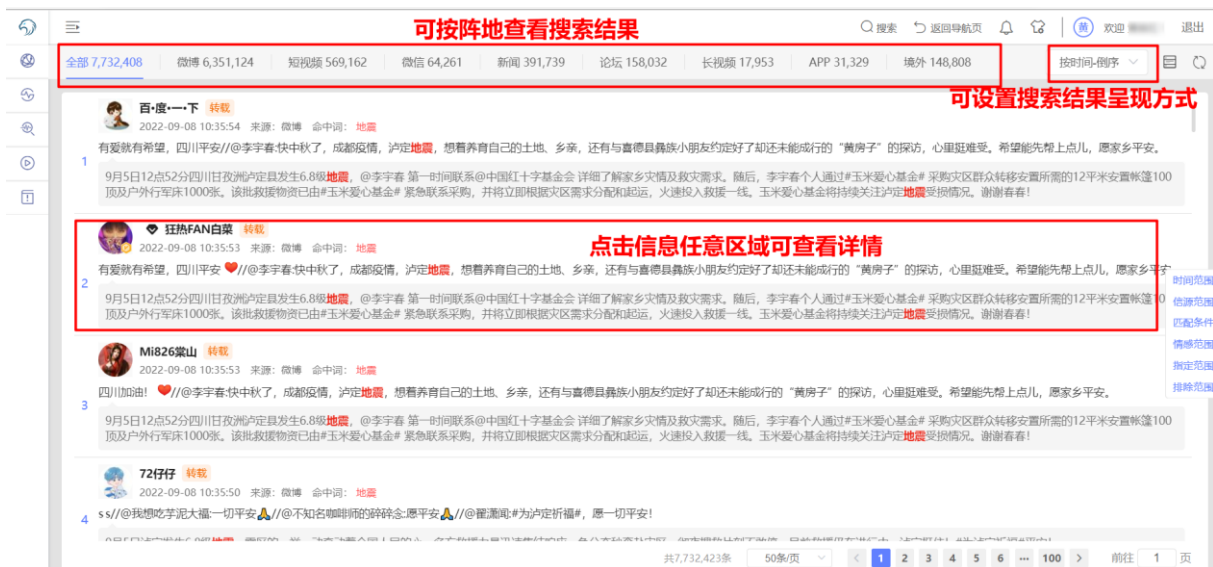 可按阵地查看搜索结果
搜索 返回导航页 黄 欢迎 退出
全部 7,732,408 微博 6,351,124 短视频 569,162 微信 64,261 新闻 391,739 论坛 158,032 长视频 17,953 APP 31,329 境外 148,808 按时间-倒序
可设置搜索结果呈现方式
百•度•一•下 转载
2022-09-08 10:35:54 来源: 微博 命中词: 地震
有爱就有希望，四川平安//@李宇春:快中秋了，成都疫情，泸定地震，想着养育自己的土地、乡亲，还有与喜德县彝族小朋友约定好了却还未能成行的“黄房子”的探访，心里挺难受。希望能先帮上点儿，愿家乡平安。
1
9月5日12点52分四川甘孜洲泸定县发生6.8级地震，@李宇春 第一时间联系@中国红十字基金会 详细了解家乡灾情及救灾需求。随后，李宇春个人通过#玉米爱心基金# 采购灾区群众转移安置所需的12平米安置帐篷100
顶及户外行军床1000张。该批救援物资已由#玉米爱心基金# 紧急联系采购，并将立即根据灾区需求分配和起运，火速投入救援一线。玉米爱心基金将持续关注泸定地震受损情况。谢谢春春！
狂热FAN白菜 转载
点击信息任意区域可查看详情
2022-09-08 10:35:53 来源: 微博 命中词: 地震
有爱就有希望，四川平安 ❤//@李宇春:快中秋了，成都疫情，泸定地震，想着养育自己的土地、乡亲，还有与喜德县彝族小朋友约定好了却还未能成行的“黄房子”的探访，心里挺难受。希望能先帮上点儿，愿家乡平安
2
9月5日12点52分四川甘孜洲泸定县发生6.8级地震，@李宇春 第一时间联系@中国红十字基金会 详细了解家乡灾情及救灾需求。随后，李宇春个人通过#玉米爱心基金# 采购灾区群众转移安置所需的12平米安置帐篷10
顶及户外行军床1000张。该批救援物资已由#玉米爱心基金# 紧急联系采购，并将立即根据灾区需求分配和起运，火速投入救援一线。玉米爱心基金将持续关注泸定地震受损情况。谢谢春春！
时间范围
信源范围
匹配条件
情感范围
指定范围
排除范围
Mi826棠山 转载
2022-09-08 10:35:53 来源: 微博 命中词: 地震
四川加油！ ❤//@李宇春:快中秋了，成都疫情，泸定地震，想着养育自己的土地、乡亲，还有与喜德县彝族小朋友约定好了却还未能成行的“黄房子”的探访，心里挺难受。希望能先帮上点儿，愿家乡平安。
3
9月5日12点52分四川甘孜洲泸定县发生6.8级地震，@李宇春 第一时间联系@中国红十字基金会 详细了解家乡灾情及救灾需求。随后，李宇春个人通过#玉米爱心基金# 采购灾区群众转移安置所需的12平米安置帐篷100
顶及户外行军床1000张。该批救援物资已由#玉米爱心基金# 紧急联系采购，并将立即根据灾区需求分配和起运，火速投入救援一线。玉米爱心基金将持续关注泸定地震受损情况。谢谢春春！
72仔仔 转载
2022-09-08 10:35:50 来源: 微博 命中词: 地震
4
s s//@我想吃芋泥大福:一切平安🙏//@不知名咖啡师的碎碎念:愿平安🙏//@翟潇闻:#为泸定祈福#，愿一切平安！
共7,732,423条 50条/页 < 1 2 3 4 5 6 ••• 100 > 前往 1 页